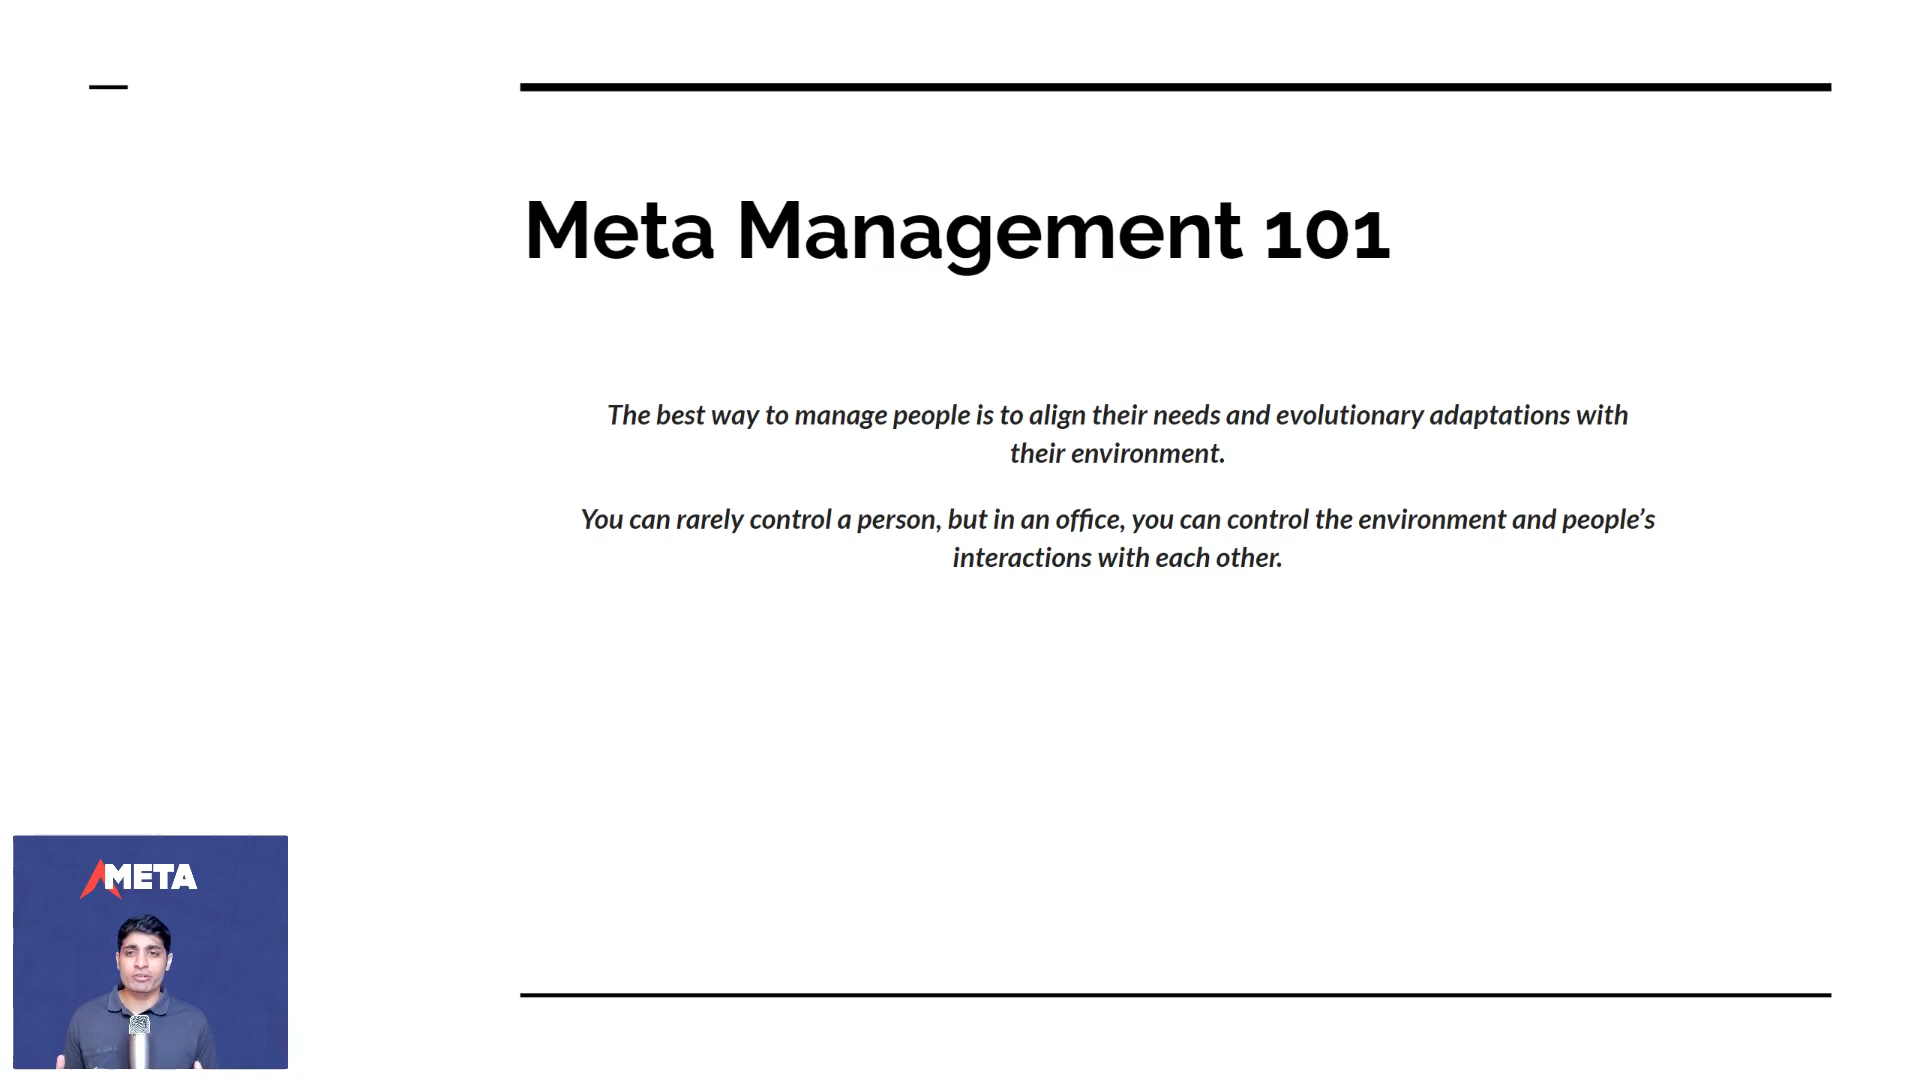 Meta Management 101
The best way to manage people is to align their needs and evolutionary adaptations with
their environment.
You can rarely control a person, but in an office, you can control the environment and people’s
interactions with each other.
META